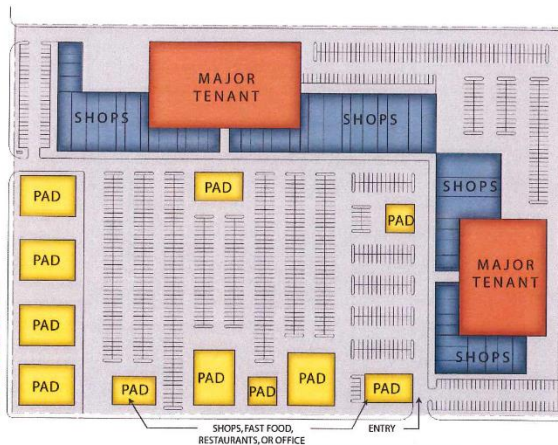 MAJOR
TENANT
SHOPS
SHOPS
SHOPS
PAD
PAD
PAD
PAD
MAJOR
TENANT
PAD
SHOPS
PAD
PAD
PAD
PAD
PAD
PAD
SHOPS, FAST FOOD,
RESTAURANTS, OR OFFICE
ENTRY